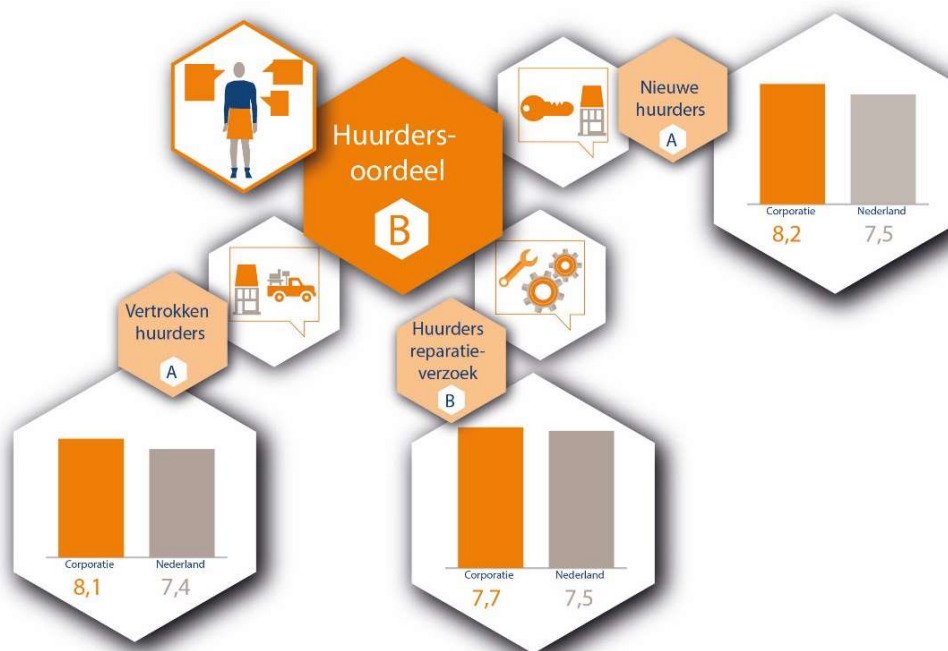 Huurders-
oordeel
B
Nieuwe
huurders
A
Corporatie
Nederland
8,2
7,5
Vertrokken
huurders
A
Corporatie
Nederland
8,1
7,4
Huurders
reparatie-
verzoek
B
Corporatie
Nederland
7,7
7,5